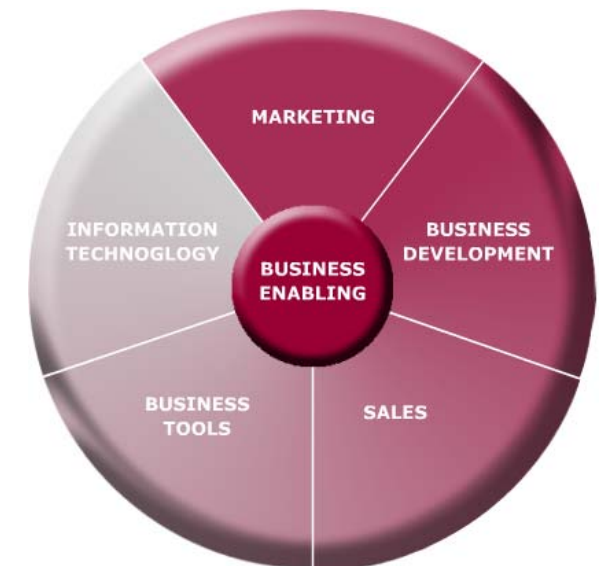 MARKETING
BUSINESS
DEVELOPMENT
SALES
BUSINESS
TOOLS
INFORMATION
TECHNOGLOGY
BUSINESS
ENABLING